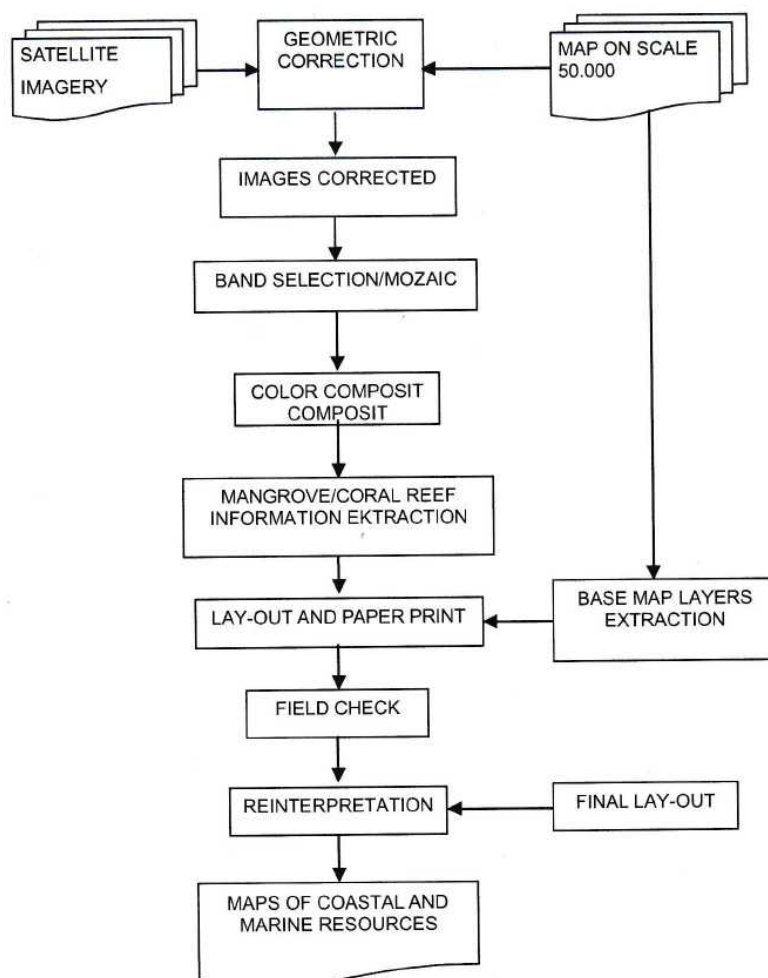 SATELLITE
IMAGERY
GEOMETRIC
CORRECTION
MAP ON SCALE
50.000
IMAGES CORRECTED
BAND SELECTION/MOZAIC
COLOR COMPOSIT
COMPOSIT
MANGROVE/CORAL REEF
INFORMATION EKTRACTION
LAY-OUT AND PAPER PRINT
BASE MAP LAYERS
EXTRACTION
FIELD CHECK
REINTERPRETATION
FINAL LAY-OUT
MAPS OF COASTAL AND
MARINE RESOURCES